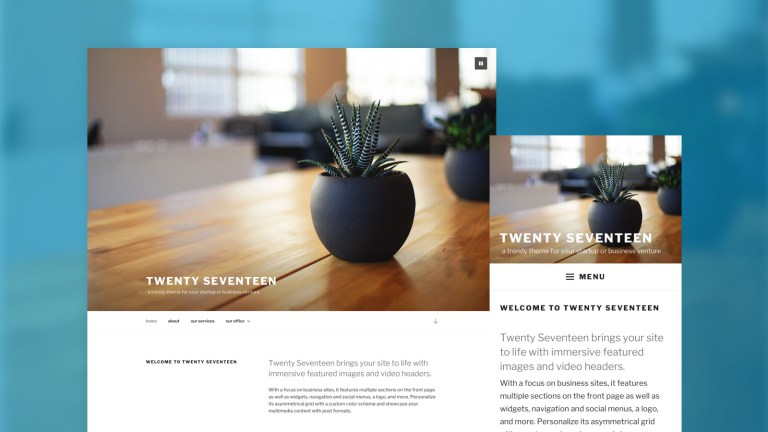 TWENTY SEVENTEEN
a trendy theme for your startup or business venture
home about our services our office
WELCOME TO TWENTY SEVENTEEN
Twenty Seventeen brings your site to life with
immersive featured images and video headers.
With a focus on business sites, it features multiple sections on the front page
as well as widgets, navigation and social menus, a logo, and more. Personalize
its asymmetrical grid with a custom color scheme and showcase your
multimedia content with post formats.
TWENTY SEVENTEEN
a trendy theme for your startup or business venture
MENU
WELCOME TO TWENTY SEVENTEEN
Twenty Seventeen brings your site
to life with immersive featured
images and video headers.
With a focus on business sites, it features
multiple sections on the front page as well as
widgets, navigation and social menus, a logo,
and more. Personalize its asymmetrical grid